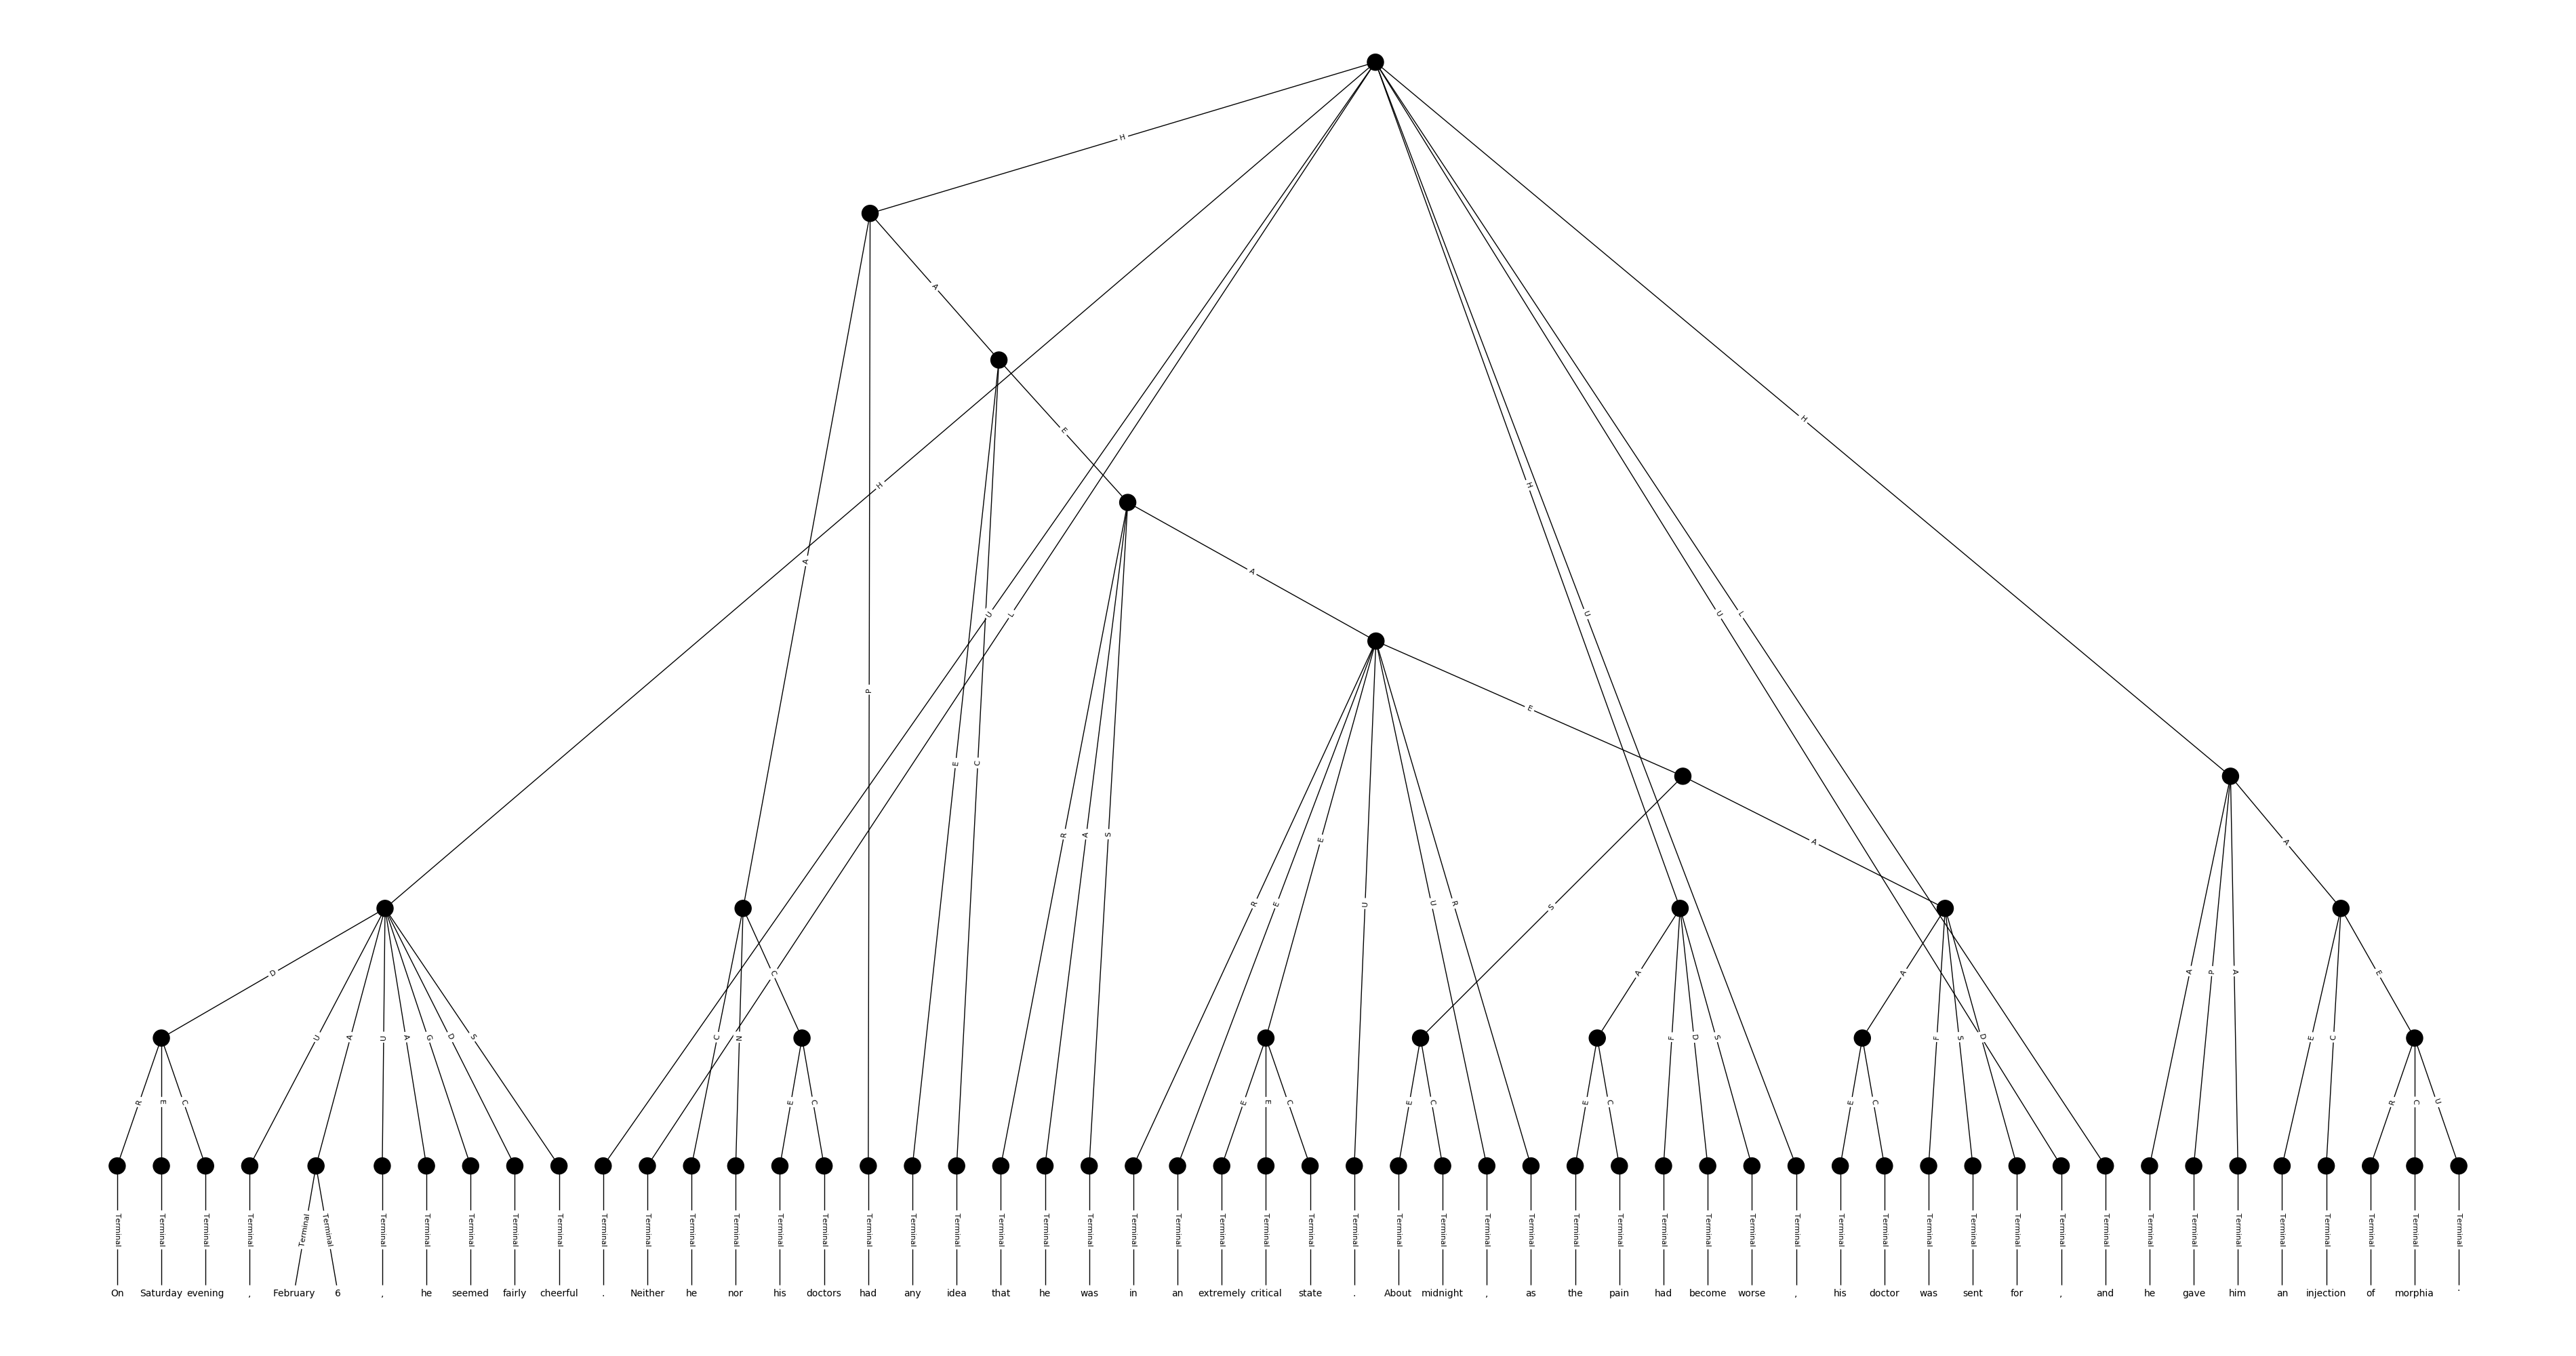 H
A
H
E
H
A
A
H
U
U
L
U
L
P
E
E
C
R
A
S
E
A
A
R
E
U
U
R
S
D
C
A
A
A
P
A
E
U
A
U
A
G
D
S
C
N
F
D
S
F
S
D
E
C
R
E
C
E
C
E
E
C
E
C
E
C
E
C
R
C
U
Terminal Terminal Terminal Terminal Terminal Terminal Terminal Terminal Terminal Terminal Terminal Terminal Terminal Terminal Terminal Terminal Terminal Terminal Terminal Terminal Terminal Terminal Terminal Terminal Terminal Terminal Terminal Terminal Terminal Terminal Terminal Terminal Terminal Terminal Terminal Terminal Terminal Terminal Terminal Terminal Terminal Terminal Terminal Terminal Terminal Terminal Terminal Terminal Terminal Terminal Terminal Terminal Terminal Terminal
On Saturday evening , February 6 , he seemed fairly cheerful . Neither he nor his doctors had any idea that he was in an extremely critical state . About midnight , as the pain had become worse , his doctor was sent for , and he gave him an injection of morphia .